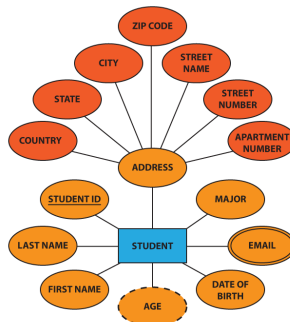 ZIP CODE
CITY
STREET
NAME
STATE
STREET
NUMBER
COUNTRY
APARTMENT
NUMBER
ADDRESS
STUDENT ID
MAJOR
LAST NAME
STUDENT
EMAIL
FIRST NAME
DATE OF
BIRTH
AGE